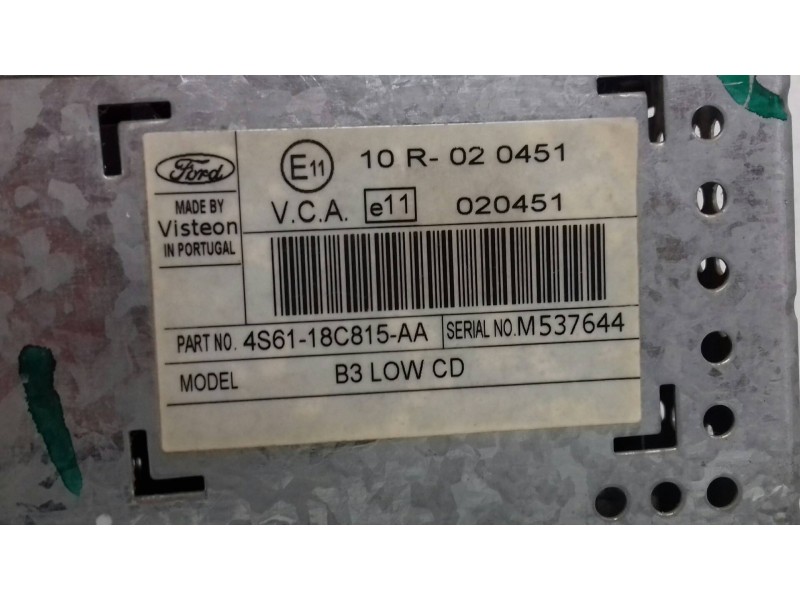 Ford
MADE BY
Visteon
IN PORTUGAL
E11 10 R- 02 0451
V.C.A. e11 020451
PART NO. 4S61-18C815-AA SERIAL NO. M537644
MODEL B3 LOW CD